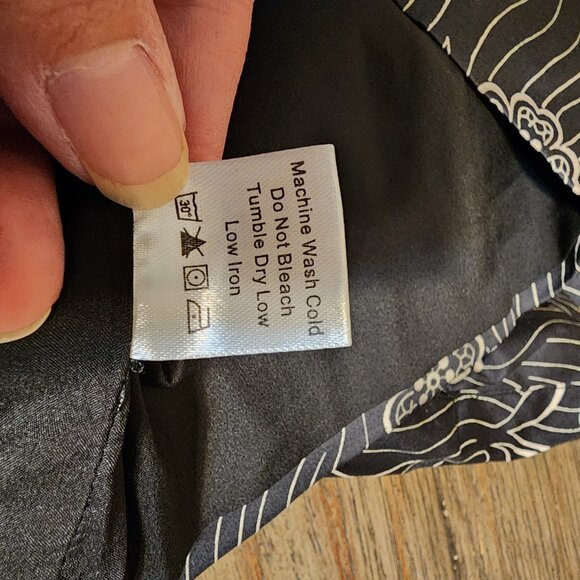 Machine Wash Cold
Do Not Bleach
Tumble Dry Low
Low Iron
30°